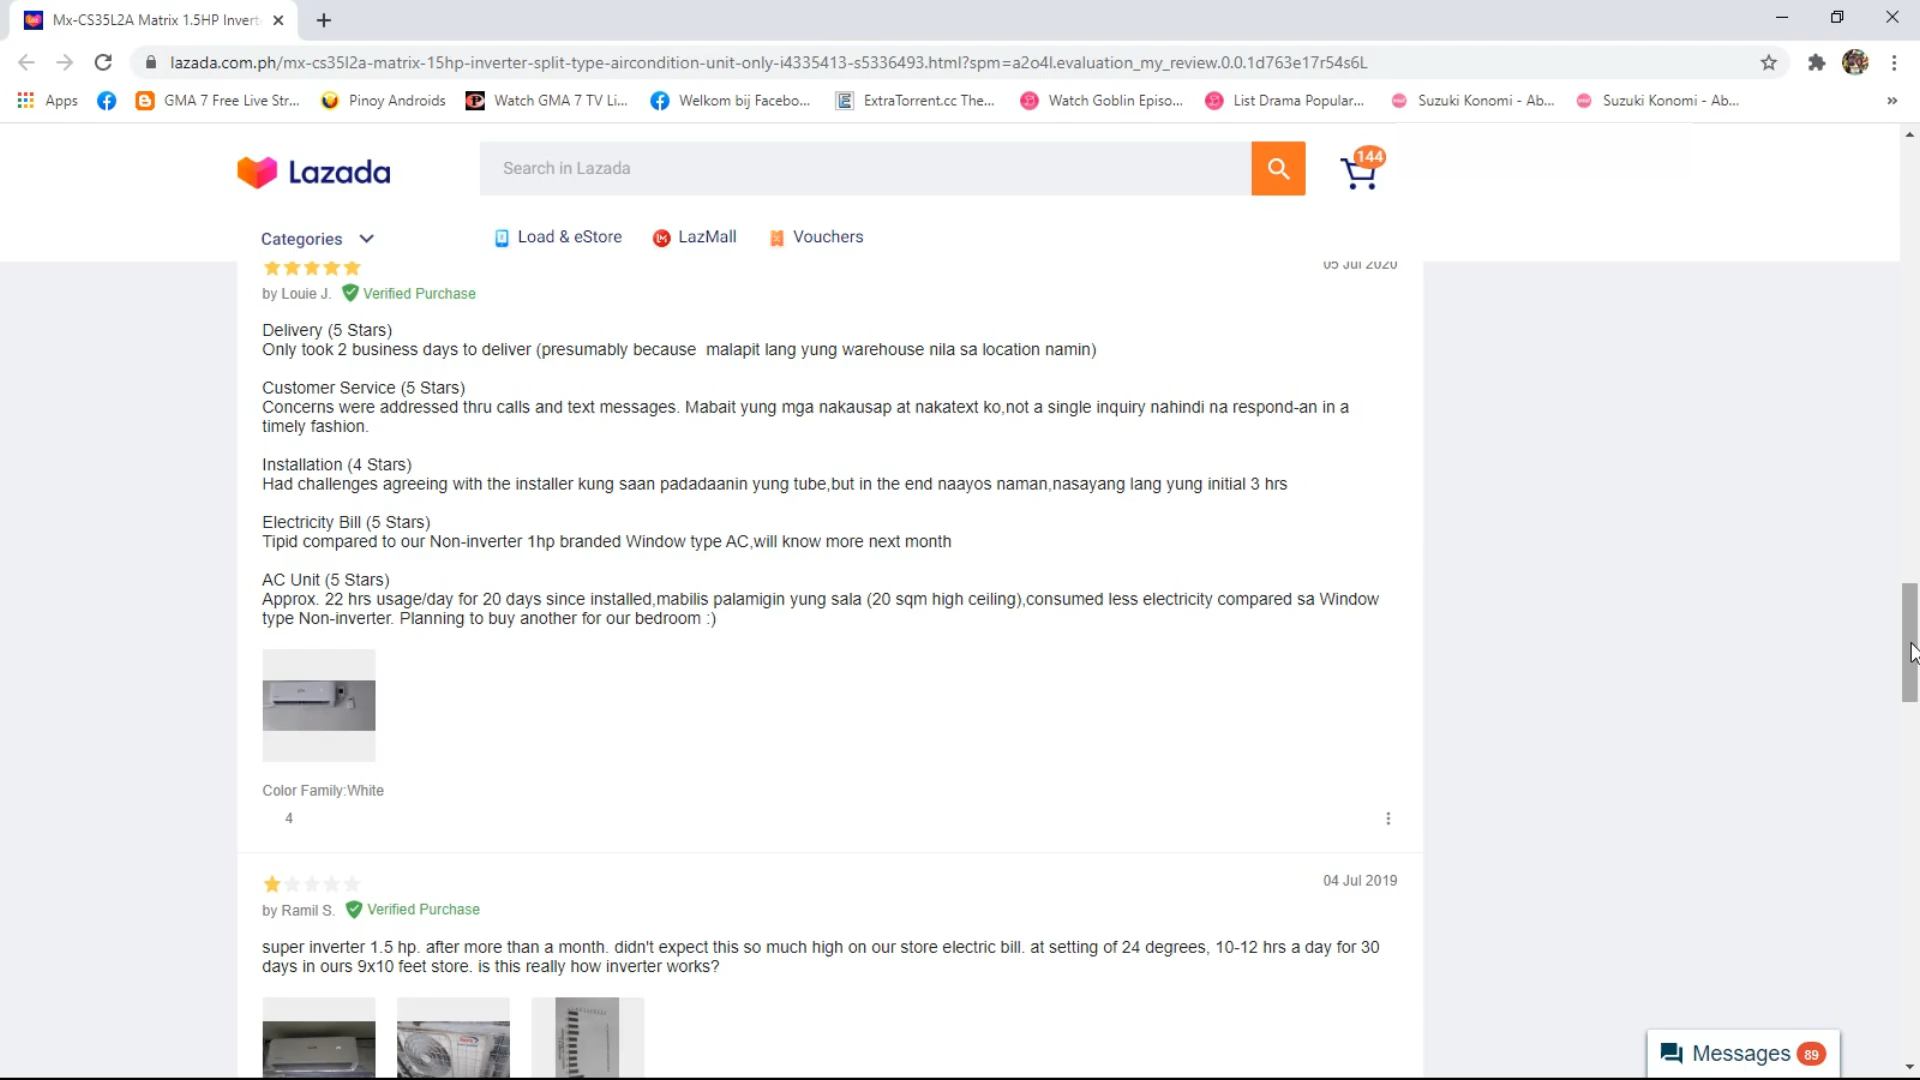 Mx-CS35L2A Matrix 1.5HP Invert
lazada.com.ph/mx-cs35l2a-matrix-15hp-inverter-split-type-aircondition-unit-only-i4335413-s5336493.html?spm=a2o4l.evaluation_my_review.0.0.1d763e17r54s6L
Apps GMA 7 Free Live Str... Pinoy Androids Watch GMA 7 TV Li... Welkom bij Facebo... ExtraTorrent.cc The... Watch Goblin Episo... List Drama Popular... Suzuki Konomi - Ab... Suzuki Konomi - Ab... »
Lazada Search in Lazada 144
Categories Load & eStore LazMall Vouchers
05 Jul 2020
by Louie J. Verified Purchase
Delivery (5 Stars)
Only took 2 business days to deliver (presumably because malapit lang yung warehouse nila sa location namin)
Customer Service (5 Stars)
Concerns were addressed thru calls and text messages. Mabait yung mga nakausap at nakatext ko,not a single inquiry nahindi na respond-an in a
timely fashion.
Installation (4 Stars)
Had challenges agreeing with the installer kung saan padadaanin yung tube,but in the end naayos naman,nasayang lang yung initial 3 hrs
Electricity Bill (5 Stars)
Tipid compared to our Non-inverter 1hp branded Window type AC,will know more next month
AC Unit (5 Stars)
Approx. 22 hrs usage/day for 20 days since installed,mabilis palamigin yung sala (20 sqm high ceiling),consumed less electricity compared sa Window
type Non-inverter. Planning to buy another for our bedroom :)
Color Family:White
4
04 Jul 2019
by Ramil S. Verified Purchase
super inverter 1.5 hp. after more than a month. didn't expect this so much high on our store electric bill. at setting of 24 degrees, 10-12 hrs a day for 30
days in ours 9x10 feet store. is this really how inverter works?
Messages 89